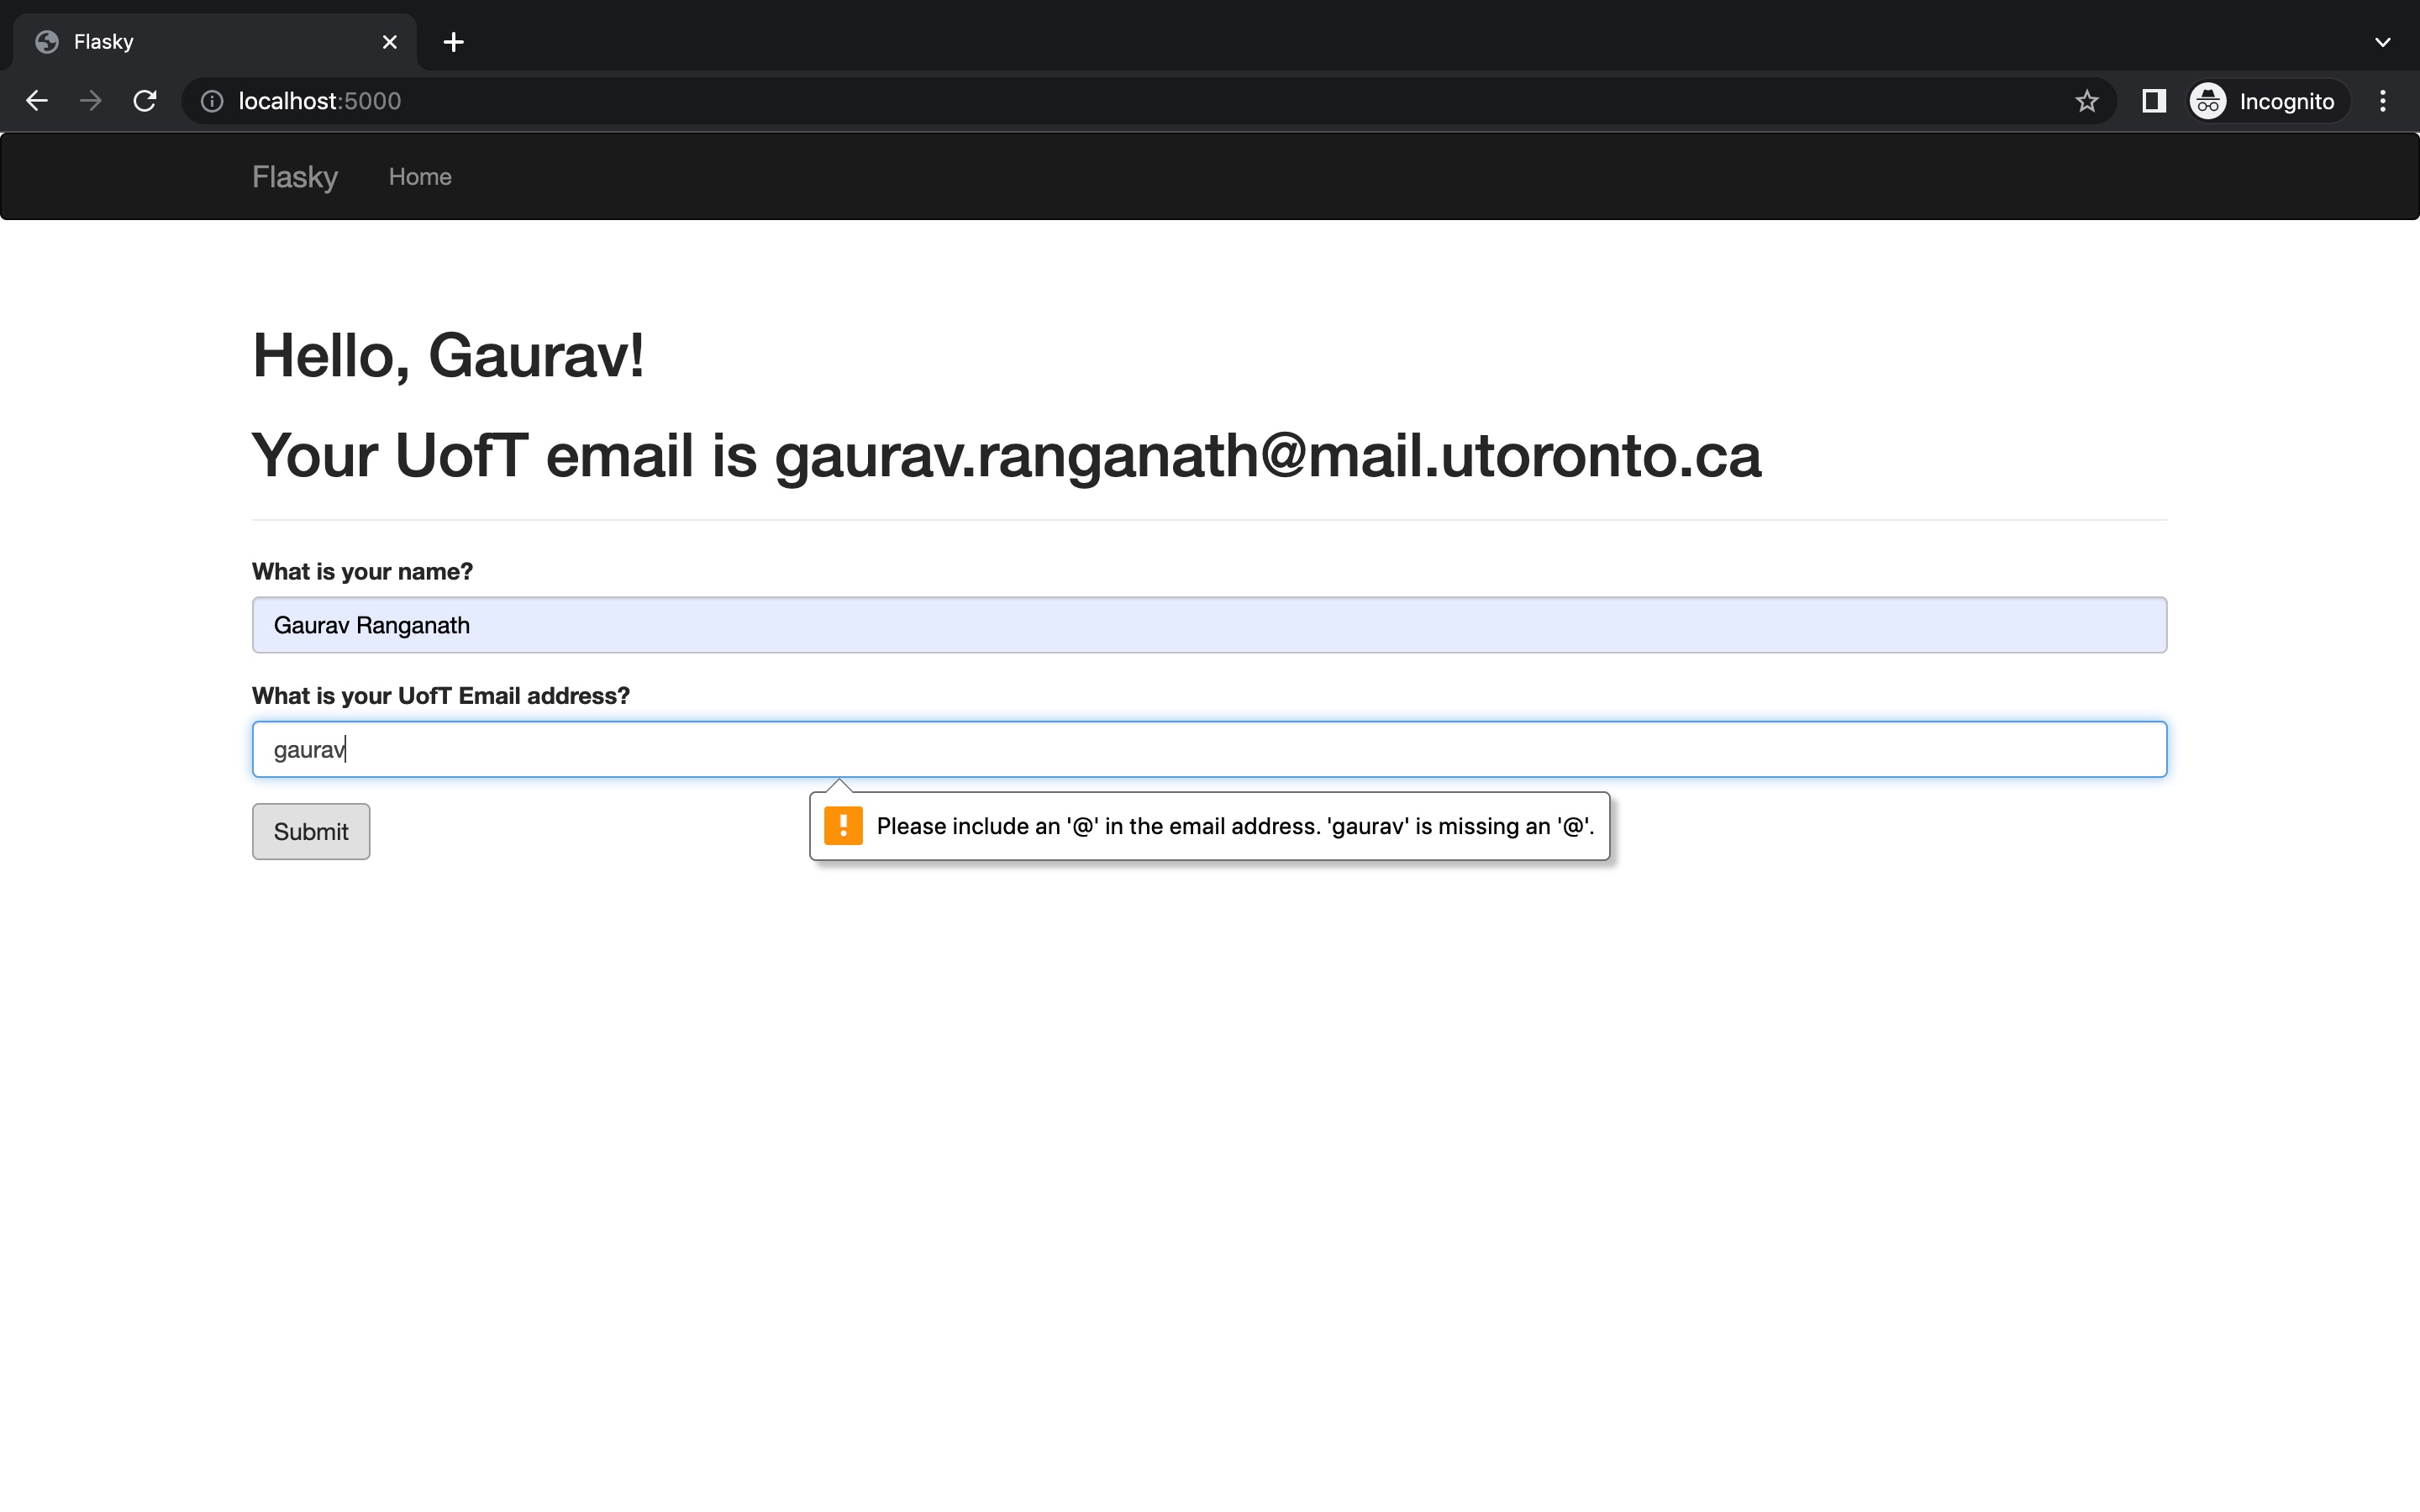 Flasky
localhost:5000
Incognito
Flasky Home
Hello, Gaurav!
Your UofT email is gaurav.ranganath@mail.utoronto.ca
What is your name?
Gaurav Ranganath
What is your UofT Email address?
gaurav
Submit
Please include an '@' in the email address. 'gaurav' is missing an '@'.